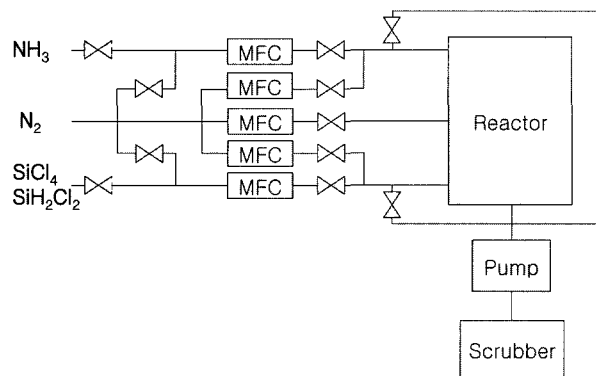 NH₃
MFC
MFC
N₂
MFC
Reactor
MFC
SiCl₄
SiH₂Cl₂
MFC
Pump
Scrubber